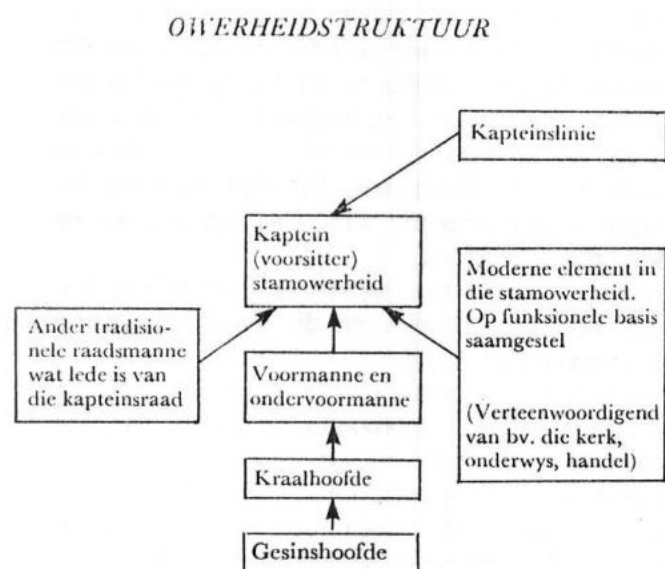 OWERHEIDSTRUKTUUR
Kapteinslinie
Kaptein
(voorsitter)
stamowerheid
Moderne element in
die stamowerheid.
Op funksionele basis
saamgestel
(Verteenwoordigend
van bv. die kerk,
onderwys, handel)
Ander tradisio-
nele raadsmanne
wat lede is van
die kapteinsraad
Voormanne en
ondervoormanne
Kraalhoofde
Gesinshoofde